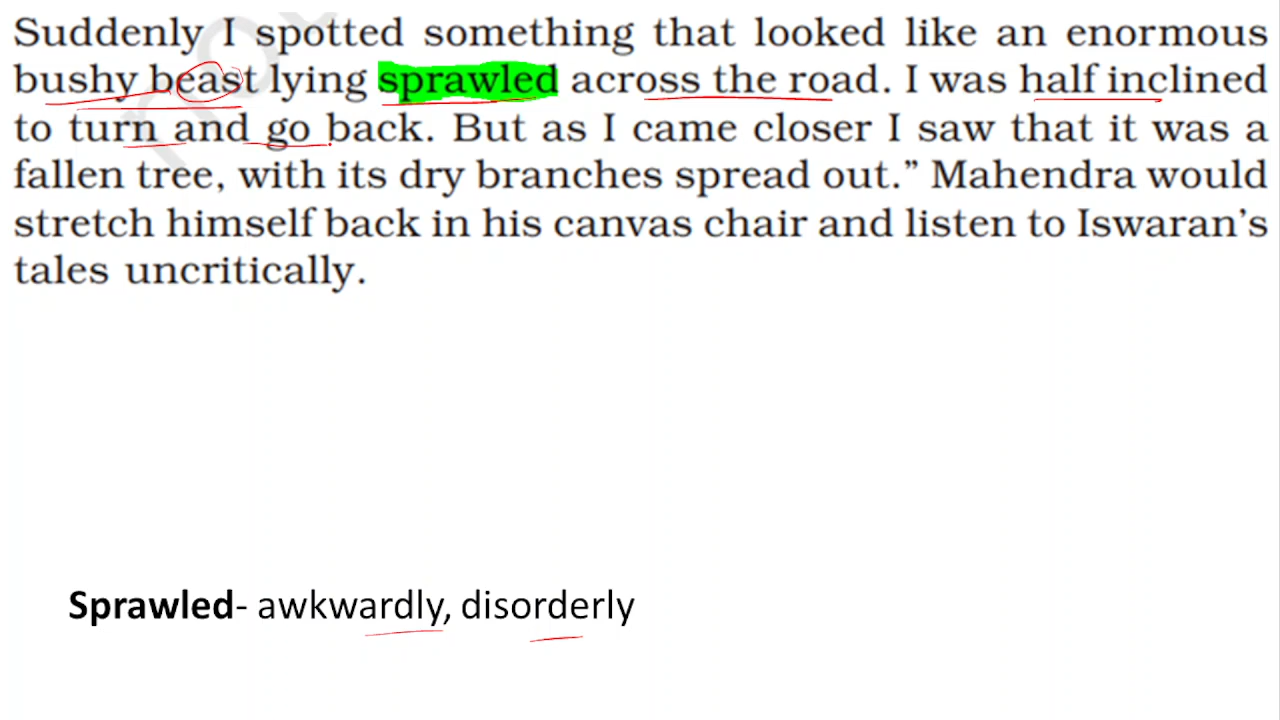 Suddenly I spotted something that looked like an enormous
bushy beast lying sprawled across the road. I was half inclined
to turn and go back. But as I came closer I saw that it was a
fallen tree, with its dry branches spread out.” Mahendra would
stretch himself back in his canvas chair and listen to Iswaran’s
tales uncritically.
Sprawled- awkwardly, disorderly